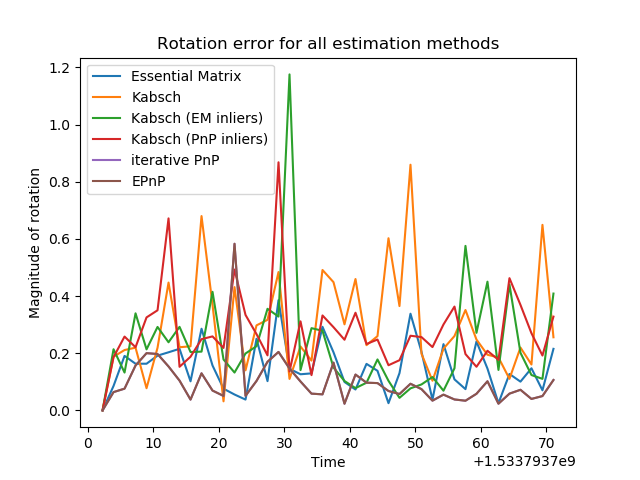 Rotation error for all estimation methods
Essential Matrix
Kabsch
Kabsch (EM inliers)
Kabsch (PnP inliers)
iterative PnP
EPnP
Magnitude of rotation
1.2
1.0
0.8
0.6
0.4
0.2
0.0
0 10 20 30 40 50 60 70
Time
+1.5337937e9